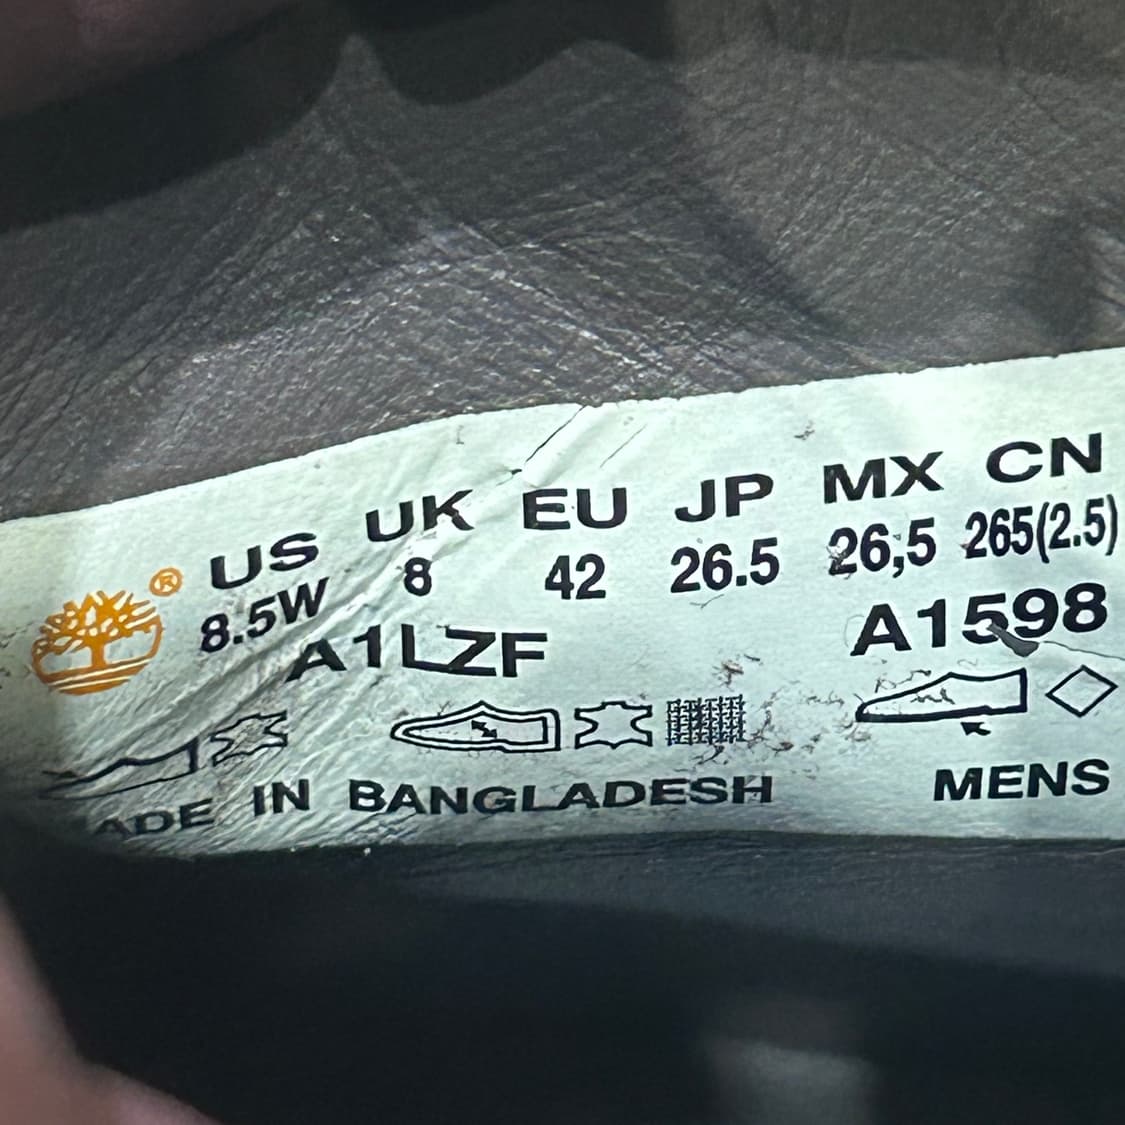 US UK EU JP MX CN
8.5W 8 42 26.5 26,5 265(2.5)
A1LZF A1598
ADE IN BANGLADESH MENS
®